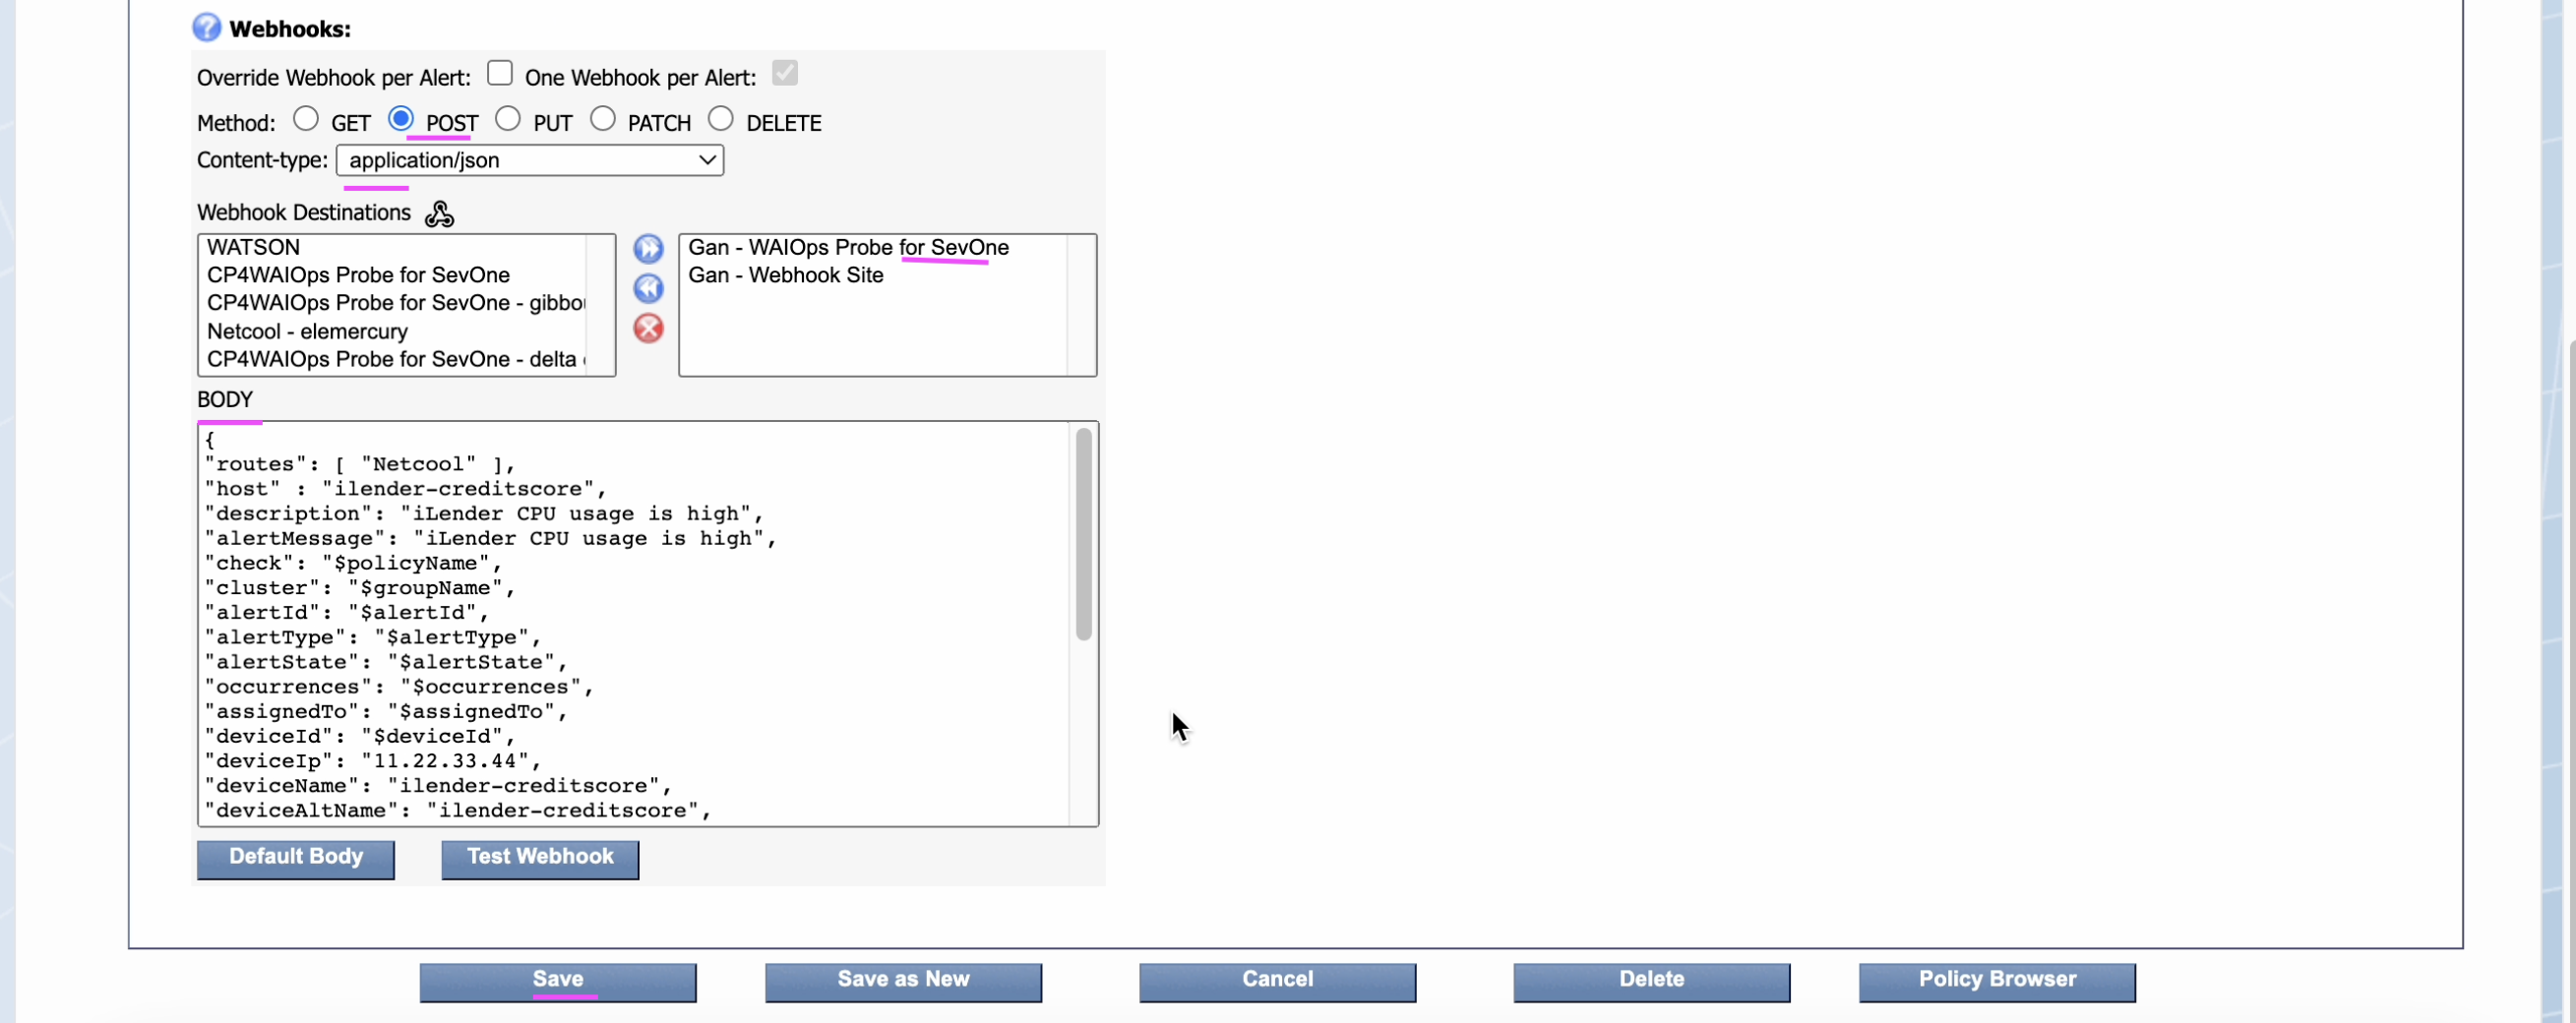 Webhooks:
Override Webhook per Alert: One Webhook per Alert:
Method: GET POST PUT PATCH DELETE
Content-type: application/json
Webhook Destinations
WATSON
CP4WAIOps Probe for SevOne
CP4WAIOps Probe for SevOne - gibbo
Netcool - elemercury
CP4WAIOps Probe for SevOne - delta
Gan - WAIOps Probe for SevOne
Gan - Webhook Site
BODY
{
"routes": [ "Netcool" ],
"host" : "ilender-creditscore",
"description": "iLender CPU usage is high",
"alertMessage": "iLender CPU usage is high",
"check": "$policyName",
"cluster": "$groupName",
"alertId": "$alertId",
"alertType": "$alertType",
"alertState": "$alertState",
"occurrences": "$occurrences",
"assignedTo": "$assignedTo",
"deviceId": "$deviceId",
"deviceIp": "11.22.33.44",
"deviceName": "ilender-creditscore",
"deviceAltName": "ilender-creditscore",
Default Body Test Webhook
Save Save as New Cancel Delete Policy Browser